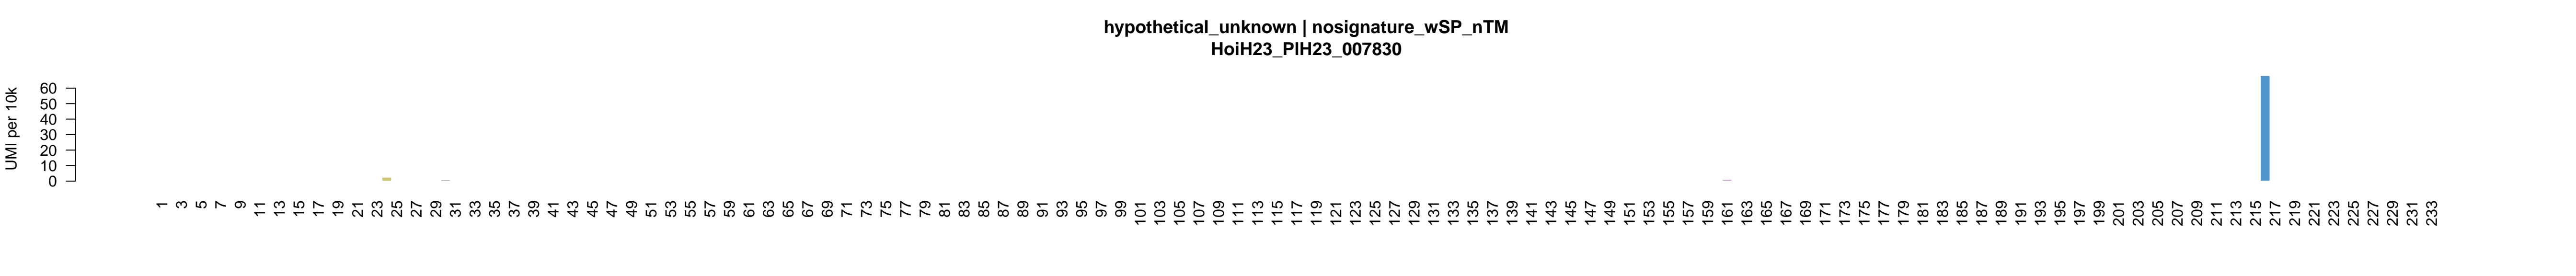 hypothetical_unknown | nosignature_wSP_nTM
HoiH23_PlH23_007830
UMI per 10k
60
50
40
30
20
10
0
1 3 5 7 9 11 13 15 17 19 21 23 25 27 29 31 33 35 37 39 41 43 45 47 49 51 53 55 57 59 61 63 65 67 69 71 73 75 77 79 81 83 85 87 89 91 93 95 97 99 101 103 105 107 109 111 113 115 117 119 121 123 125 127 129 131 133 135 137 139 141 143 145 147 149 151 153 155 157 159 161 163 165 167 169 171 173 175 177 179 181 183 185 187 189 191 193 195 197 199 201 203 205 207 209 211 213 215 217 219 221 223 225 227 229 231 233